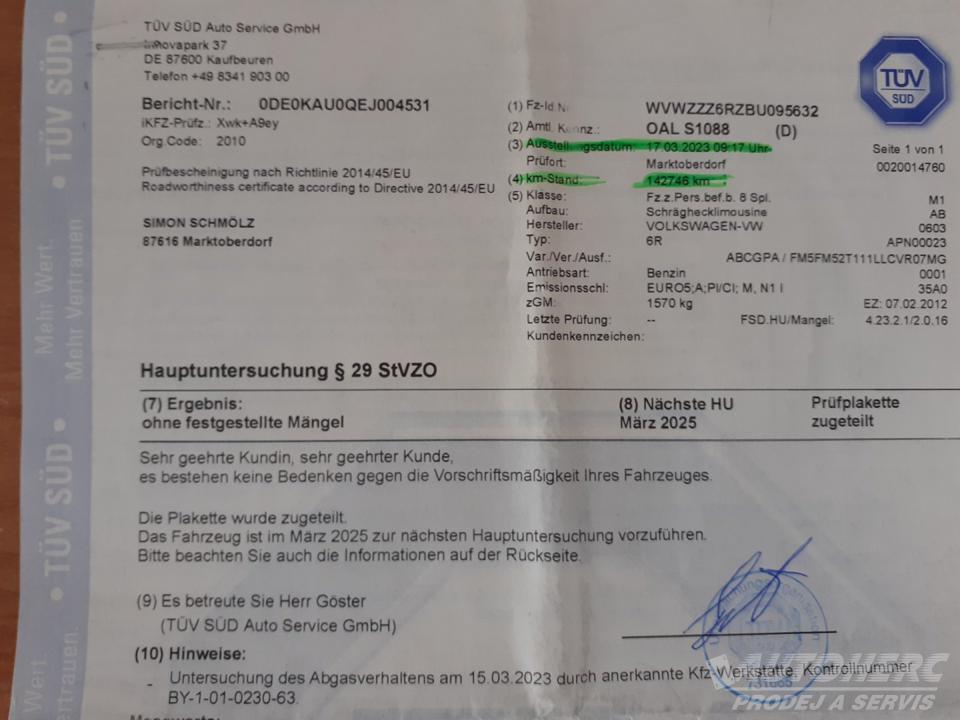 TÜV SÜD Auto Service GmbH
Innovapark 37
DE 87600 Kaufbeuren
Telefon +49 8341 903 00
Bericht-Nr.: 0DE0KAU0QEJ004531
iKFZ-Prüfz.: Xwk+A9ey
Org.Code: 2010
Prüfbescheinigung nach Richtlinie 2014/45/EU
Roadworthiness certificate according to Directive 2014/45/EU
SIMON SCHMÖLZ
87616 Marktoberdorf
(1) Fz-Id N WVWZZZ6RZBU095632
(2) Amtl. Kennz.: OAL S1088 (D)
(3) Ausstellungsdatum: 17.03.2023 09:17 Uhr
Prüfort: Marktoberdorf
(4) km-Stand: 142746 km
(5) Klasse: Fz.z.Pers.bef.b. 8 Spl. M1
Aufbau: Schräghecklimousine AB
Hersteller: VOLKSWAGEN-VW 0603
Typ: 6R APN00023
Var./Ver./Ausf.: ABCGPA / FM5FM52T111LLCVR07MG
Antriebsart: Benzin 0001
Emissionsschl: EURO5;A;PI/CI; M, N1 I 35A0
zGM: 1570 kg EZ: 07.02.2012
Letzte Prüfung: -- FSD.HU/Mangel: 4.23.2.1/2.0.16
Kundenkennzeichen:
TÜV
SÜD
Seite 1 von 1
0020014760
Hauptuntersuchung § 29 StVZO
(7) Ergebnis: (8) Nächste HU Prüfplakette
ohne festgestellte Mängel März 2025 zugeteilt
Sehr geehrte Kundin, sehr geehrter Kunde,
es bestehen keine Bedenken gegen die Vorschriftsmäßigkeit Ihres Fahrzeuges.
Die Plakette wurde zugeteilt.
Das Fahrzeug ist im März 2025 zur nächsten Hauptuntersuchung vorzuführen.
Bitte beachten Sie auch die Informationen auf der Rückseite.
(9) Es betreute Sie Herr Göster
(TÜV SÜD Auto Service GmbH)
(10) Hinweise:
- Untersuchung des Abgasverhaltens am 15.03.2023 durch anerkannte Kfz-Werkstätte, Kontrollnummer
BY-1-01-0230-63.
TÜV SÜD •
Mehr Wert.
Mehr Vertrauen
• TÜV SÜD •
Wert.
ertrauen.
AUTOHERC
PRODEJ A SERVIS